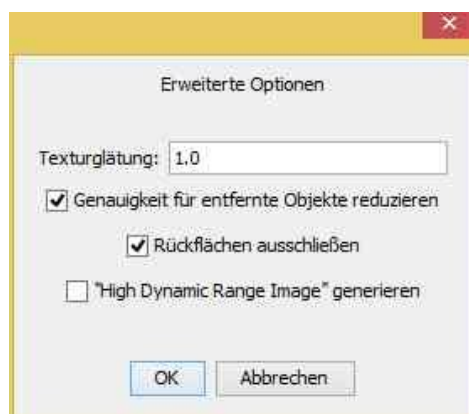 Erweiterte Optionen
Texturglätung: 1.0
Genauigkeit für entfernte Objekte reduzieren
Rückflächen ausschließen
"High Dynamic Range Image" generieren
OK Abbrechen